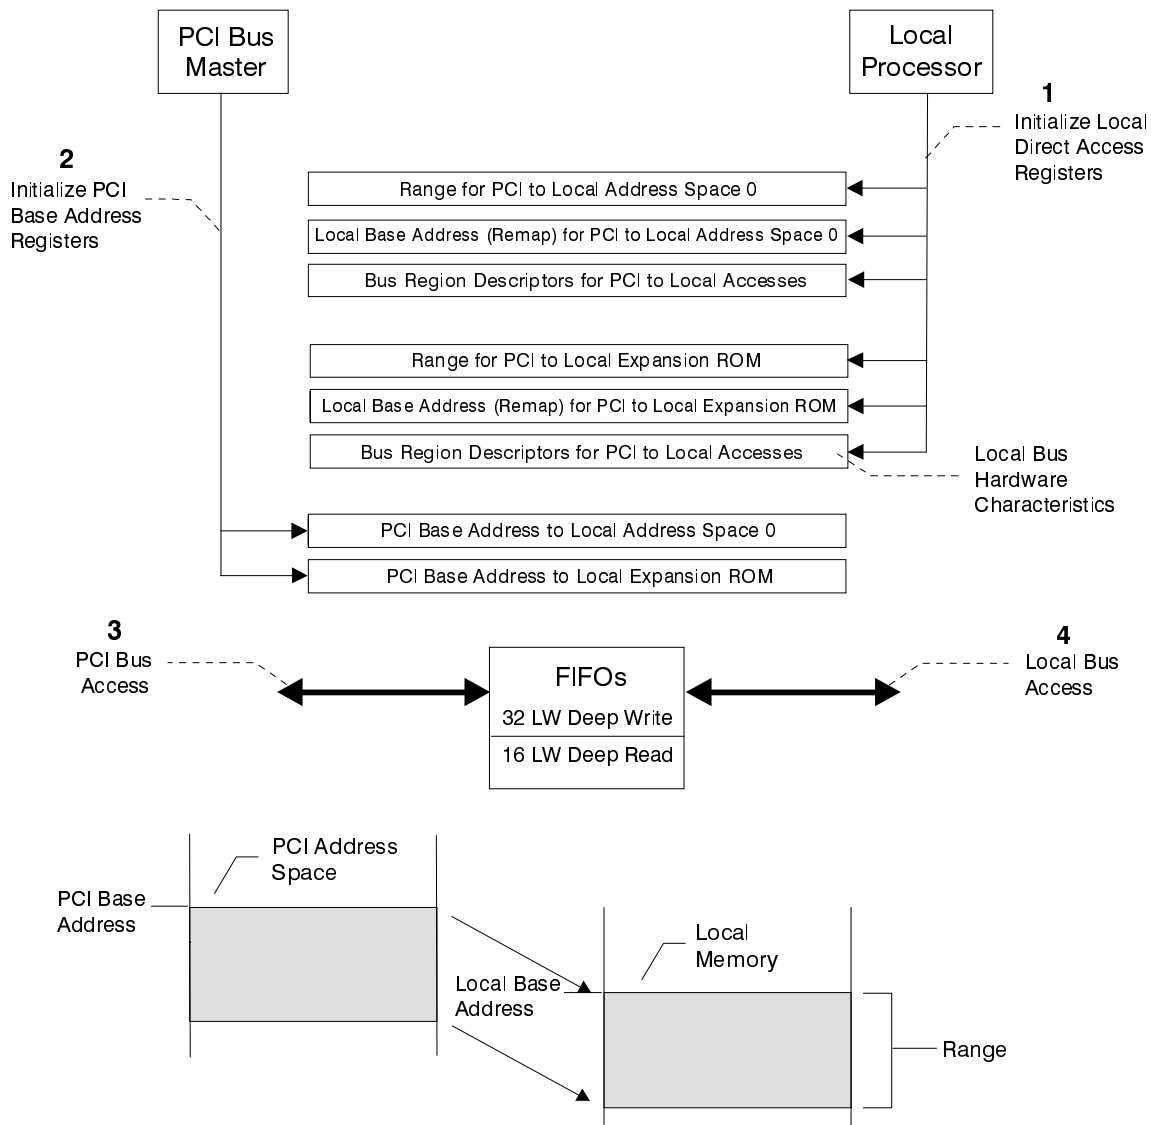 PCI Bus
Master
Local
Processor
1
Initialize Local
Direct Access
Registers
2
Initialize PCI
Base Address
Registers
Range for PCI to Local Address Space 0
Local Base Address (Remap) for PCI to Local Address Space 0
Bus Region Descriptors for PCI to Local Accesses
Range for PCI to Local Expansion ROM
Local Base Address (Remap) for PCI to Local Expansion ROM
Bus Region Descriptors for PCI to Local Accesses
Local Bus
Hardware
Characteristics
PCI Base Address to Local Address Space 0
PCI Base Address to Local Expansion ROM
3
PCI Bus
Access
FIFOs
32 LW Deep Write
16 LW Deep Read
4
Local Bus
Access
PCI Address
Space
PCI Base
Address
Local
Memory
Local Base
Address
Range